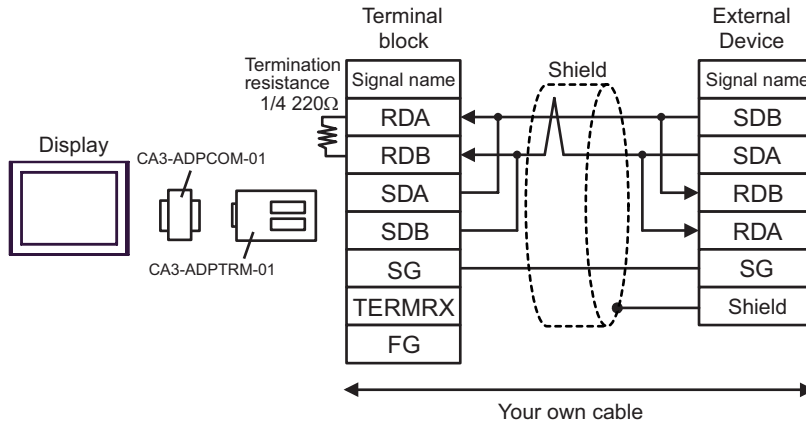 Terminal
block
External
Device
Termination
resistance
1/4 220Ω
Shield
Signal name
Signal name
RDA
SDB
Display
CA3-ADPCOM-01
RDB
SDA
SDA
RDB
SDB
RDA
CA3-ADPTRM-01
SG
SG
TERMRX
Shield
FG
Your own cable